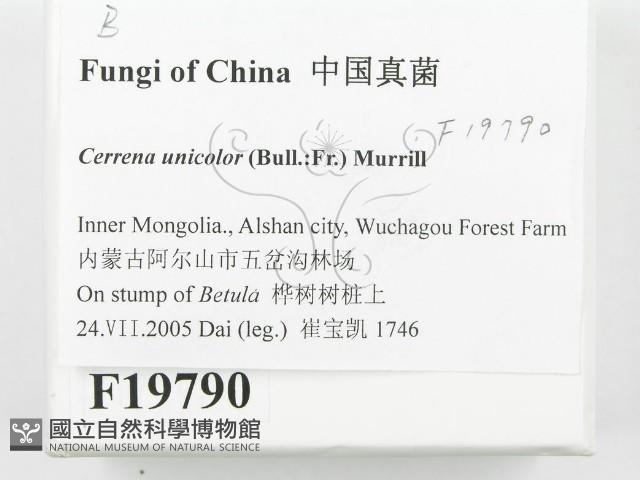 B
Fungi of China 中国真菌
F19790
Cerrena unicolor (Bull.:Fr.) Murrill
Inner Mongolia., Alshan city, Wuchagou Forest Farm
内蒙古阿尔山市五岔沟林场
On stump of Betula 桦树树桩上
24.VII.2005 Dai (leg.) 崔宝凯 1746
F19790
國立自然科學博物館
NATIONAL MUSEUM OF NATURAL SCIENCE